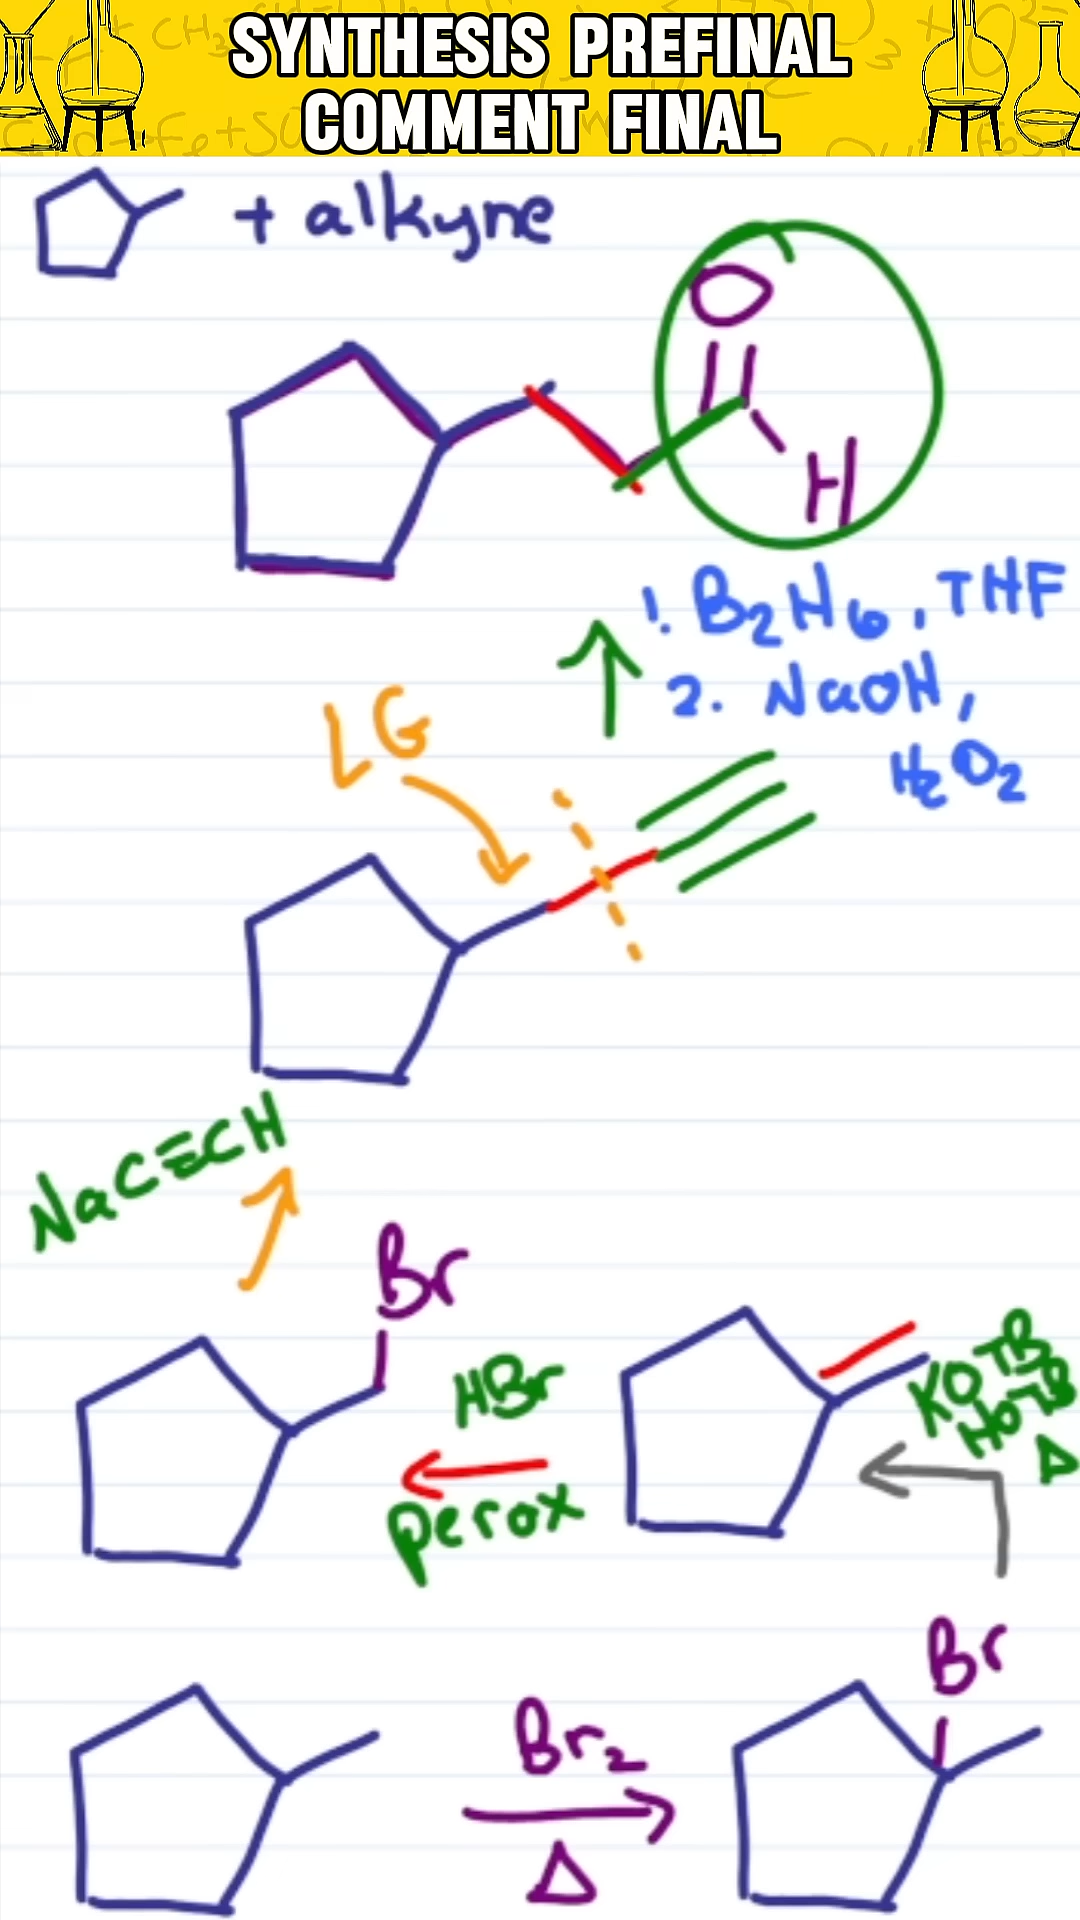 SYNTHESIS PREFINAL
COMMENT FINAL
+ alkyne
O
H
1. B2H6, THF
2. NaOH,
H2O2
LG
NaC≡CH
Br
HBr
perox
KOTB
HOTB
Δ
Br
Br2
Δ